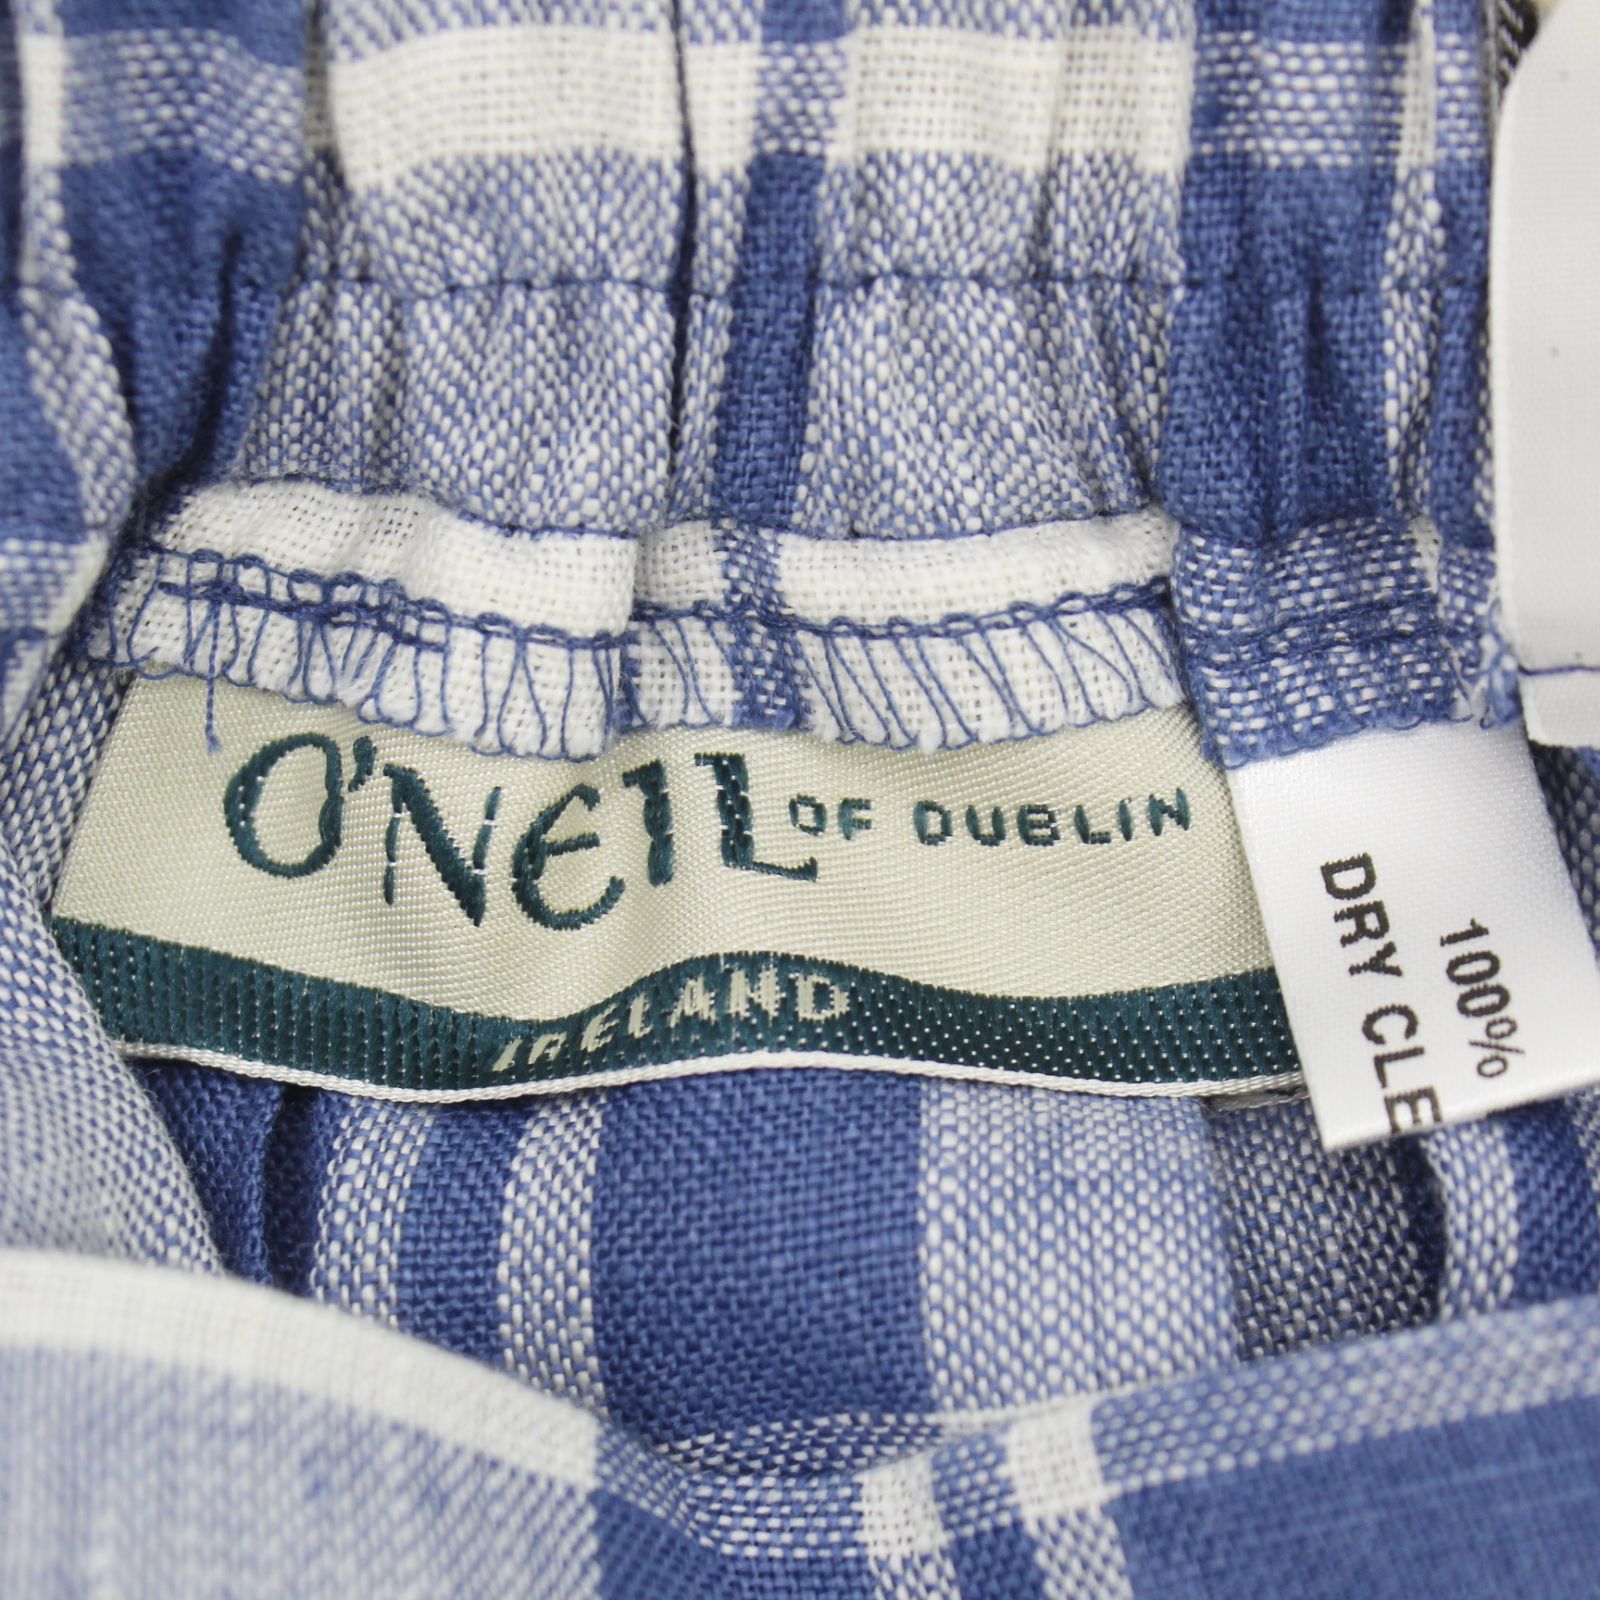 O'NEIL OF DUBLIN
IRELAND
100%
DRY CLE